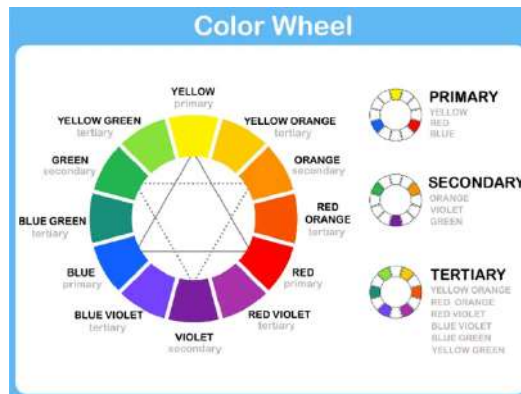 Color Wheel
YELLOW
primary
YELLOW GREEN
tertiary
YELLOW ORANGE
tertiary
GREEN
secondary
ORANGE
secondary
BLUE GREEN
tertiary
RED
ORANGE
tertiary
BLUE
primary
RED
primary
BLUE VIOLET
tertiary
RED VIOLET
tertiary
VIOLET
secondary
PRIMARY
YELLOW
RED
BLUE
SECONDARY
ORANGE
VIOLET
GREEN
TERTIARY
YELLOW ORANGE
RED ORANGE
RED VIOLET
BLUE VIOLET
BLUE GREEN
YELLOW GREEN